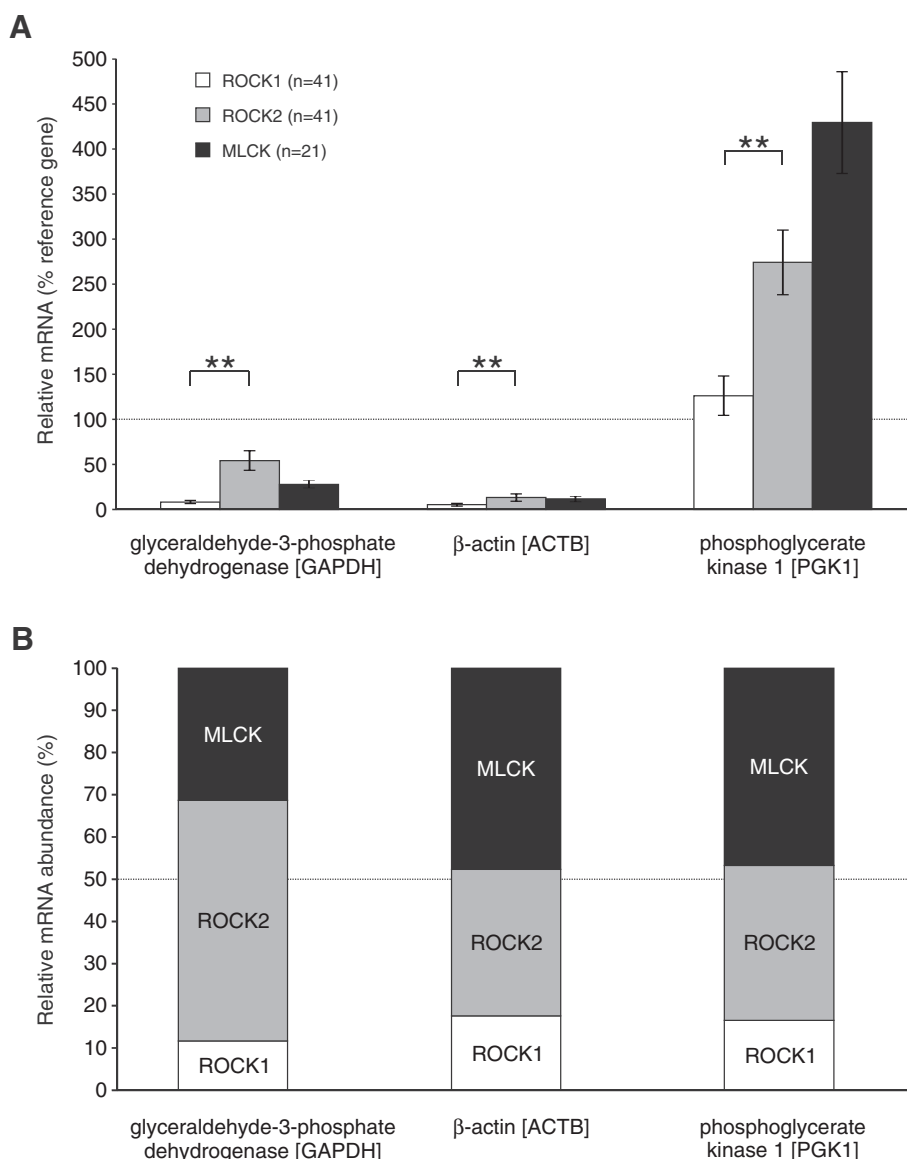 A
Relative mRNA (% reference gene)
500
450
400
350
300
250
200
150
100
50
0
ROCK1 (n=41)
ROCK2 (n=41)
MLCK (n=21)
**
**
**
glyceraldehyde-3-phosphate
dehydrogenase [GAPDH]
β-actin [ACTB]
phosphoglycerate
kinase 1 [PGK1]
B
Relative mRNA abundance (%)
100
90
80
70
60
50
40
30
20
10
0
MLCK
ROCK2
ROCK1
MLCK
ROCK2
ROCK1
MLCK
ROCK2
ROCK1
glyceraldehyde-3-phosphate
dehydrogenase [GAPDH]
β-actin [ACTB]
phosphoglycerate
kinase 1 [PGK1]